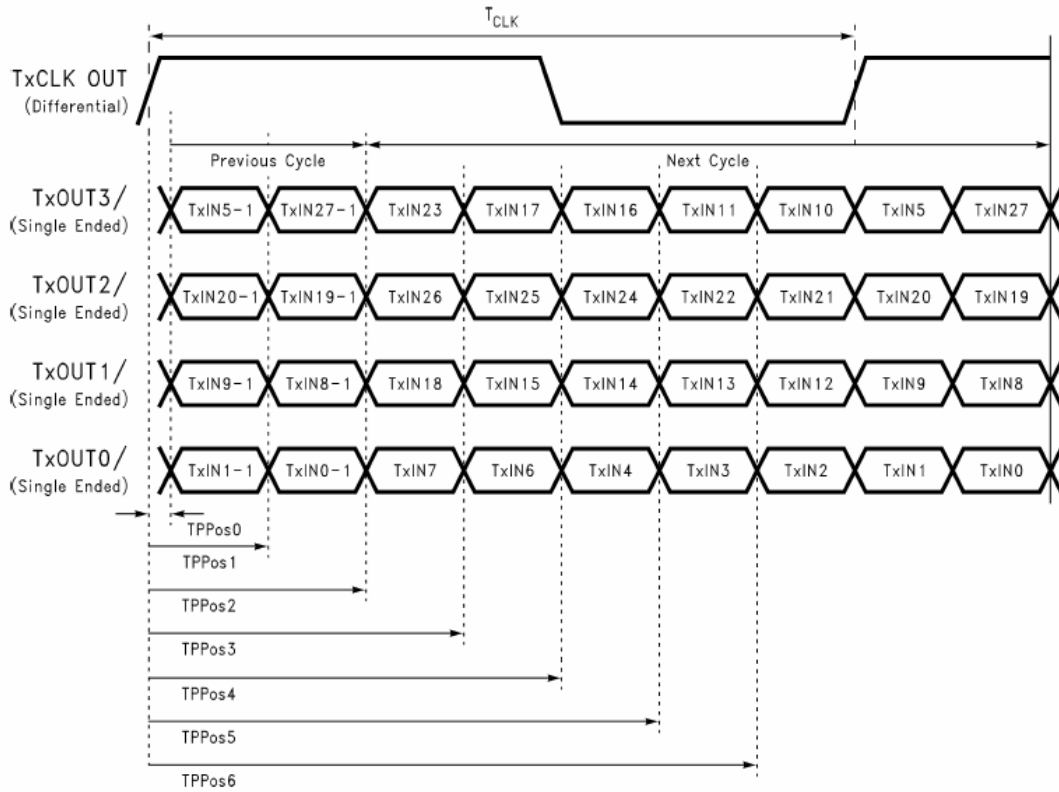 TCLK
TxCLK OUT
(Differential)
Previous Cycle
Next Cycle
TxOUT3/
(Single Ended)
TxIN5-1 TxIN27-1 TxIN23 TxIN17 TxIN16 TxIN11 TxIN10 TxIN5 TxIN27
TxOUT2/
(Single Ended)
TxIN20-1 TxIN19-1 TxIN26 TxIN25 TxIN24 TxIN22 TxIN21 TxIN20 TxIN19
TxOUT1/
(Single Ended)
TxIN9-1 TxIN8-1 TxIN18 TxIN15 TxIN14 TxIN13 TxIN12 TxIN9 TxIN8
TxOUT0/
(Single Ended)
TxIN1-1 TxIN0-1 TxIN7 TxIN6 TxIN4 TxIN3 TxIN2 TxIN1 TxIN0
TPPos0
TPPos1
TPPos2
TPPos3
TPPos4
TPPos5
TPPos6